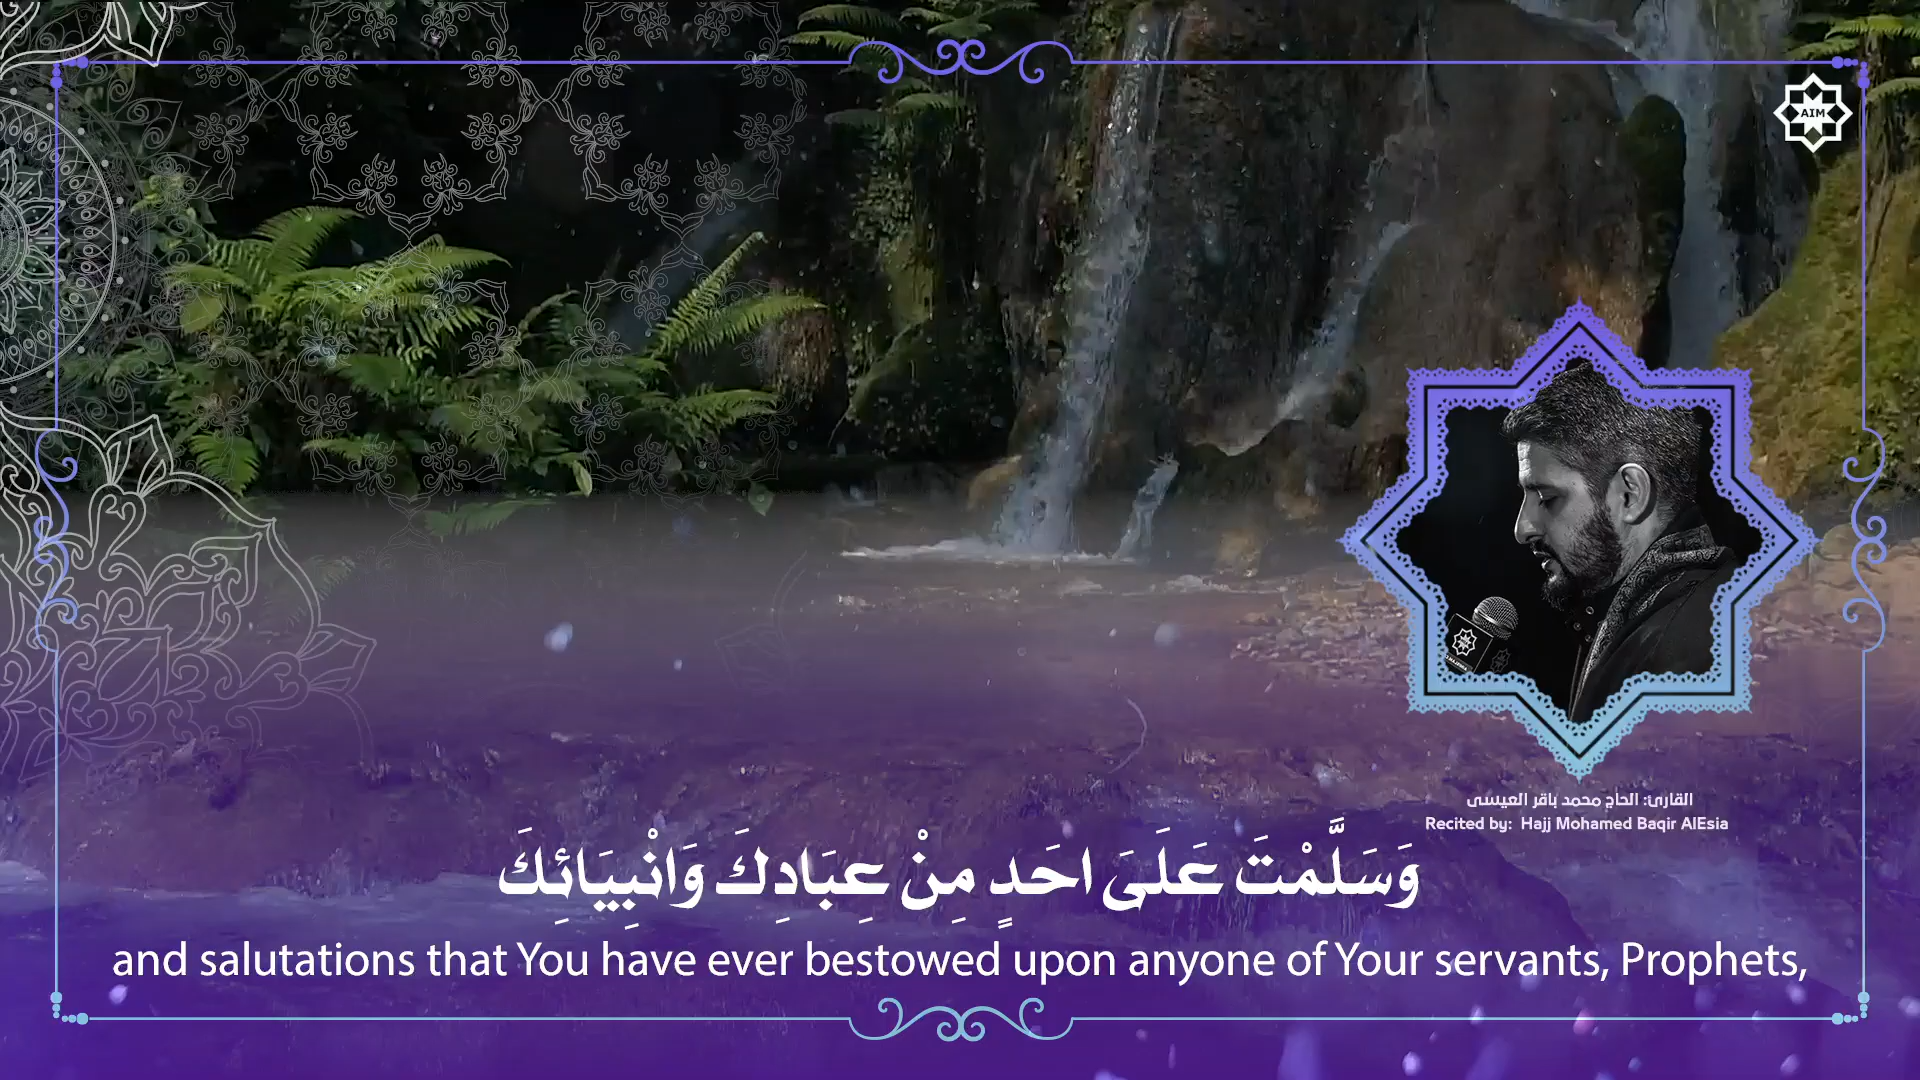 AIM
القارئ: الحاج محمد باقر العيسى
Recited by: Hajj Mohamed Baqir AlEsia
وَسَلَّمْتَ عَلَىَ احَدٍ مِنْ عِبَادِكَ وَانْبِيَائِكَ
and salutations that You have ever bestowed upon anyone of Your servants, Prophets,